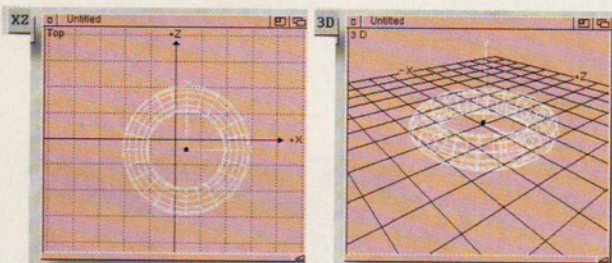 XZ
Untitled
Top
+Z
+X
3D
Untitled
3 D
-X
+Z